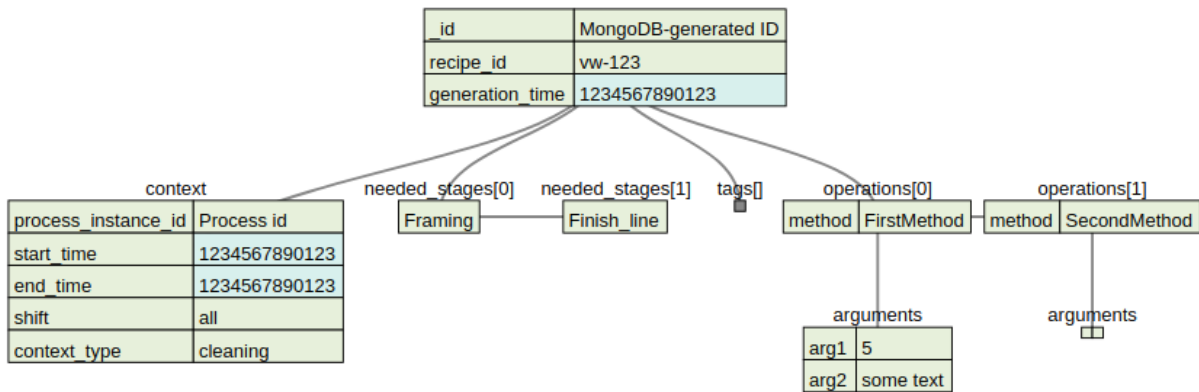 _id MongoDB-generated ID
recipe_id vw-123
generation_time 1234567890123
context needed_stages[0] needed_stages[1] tags[] operations[0] operations[1]
process_instance_id Process id Framing Finish_line method FirstMethod method SecondMethod
start_time 1234567890123
end_time 1234567890123
shift all arguments arguments
context_type cleaning arg1 5
arg2 some text